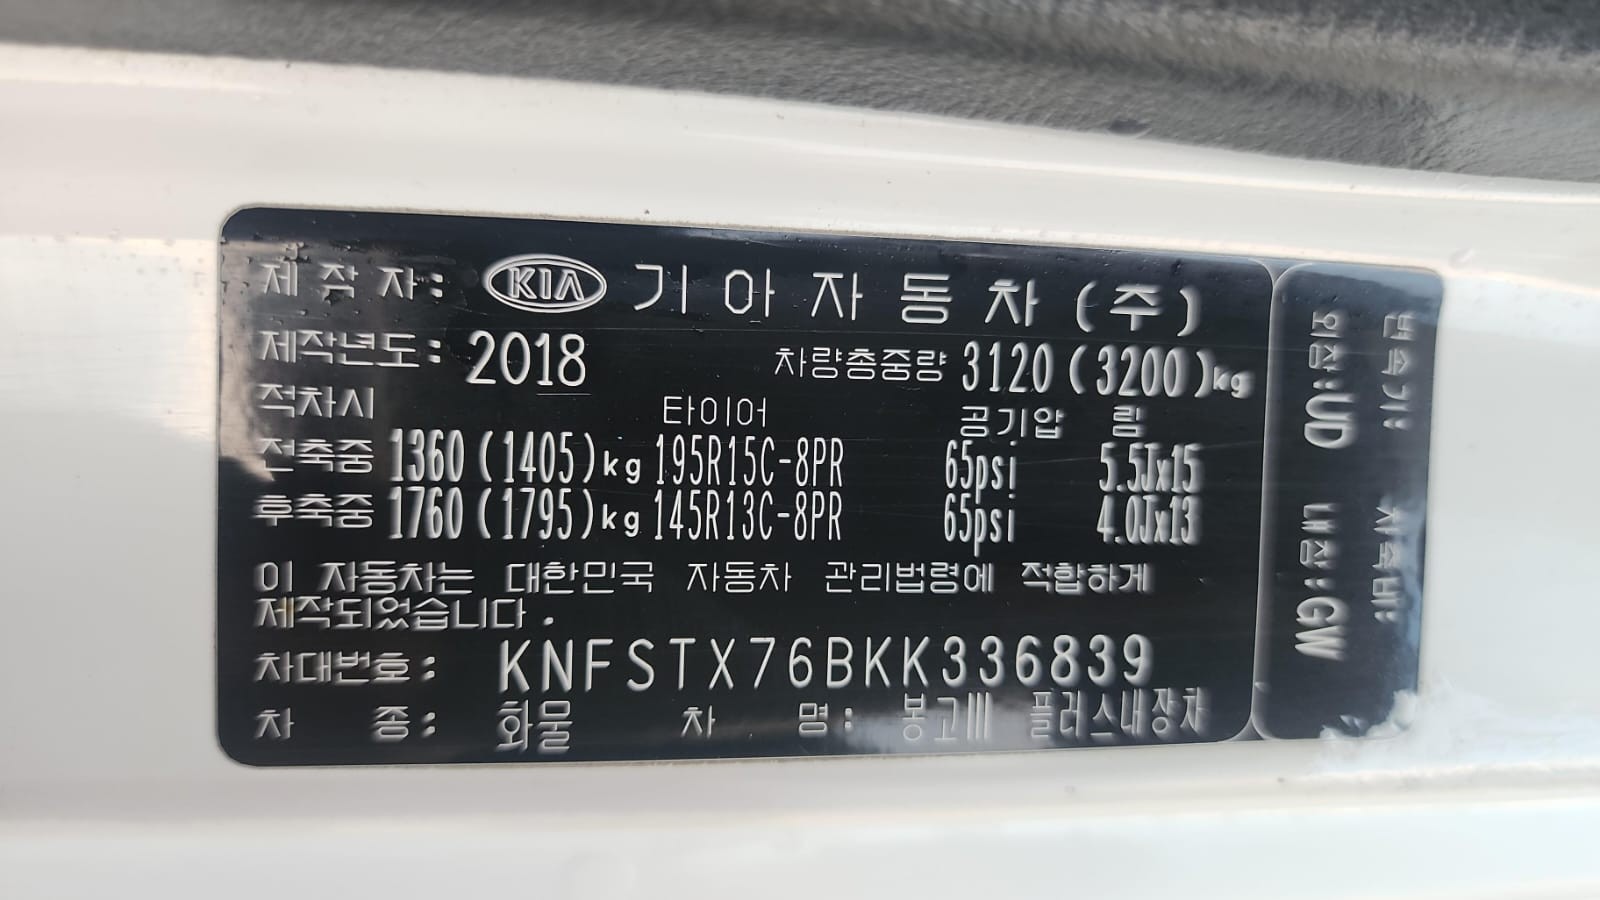 제 작 자: KIA 기아자동차(주)
제작년도: 2018 차량총중량 3120(3200)kg
적차시 타이어 공기압 림
전축중 1360(1405)kg 195R15C-8PR 65psi 5.5Jx15
후축중 1760(1795)kg 145R13C-8PR 65psi 4.0Jx13
이 자동차는 대한민국 자동차 관리법령에 적합하게
제작되었습니다.
차대번호: KNFSTX76BKK336839
차 종: 화물 차 명: 봉고III 플러스내장차
변속기:
외장:UD 내장:GW